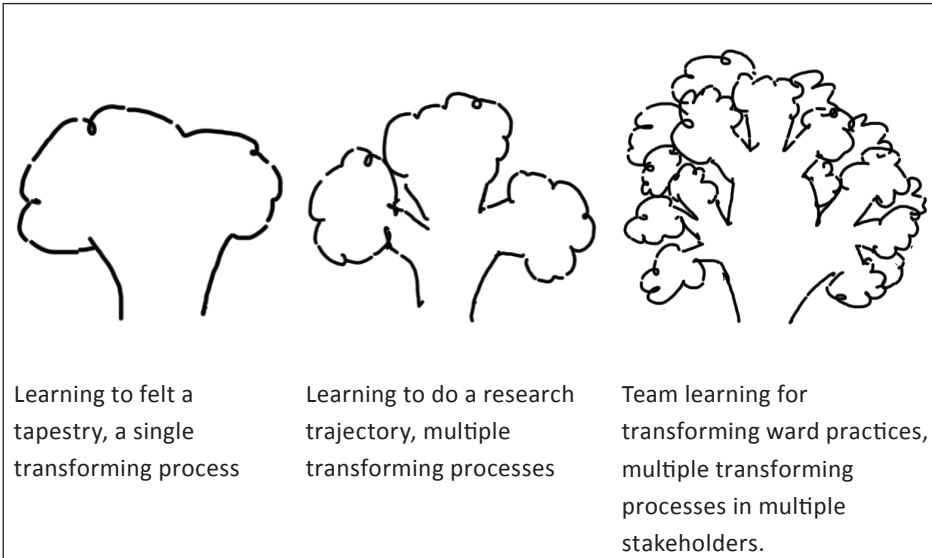 Learning to felt a
tapestry, a single
transforming process
Learning to do a research
trajectory, multiple
transforming processes
Team learning for
transforming ward practices,
multiple transforming
processes in multiple
stakeholders.